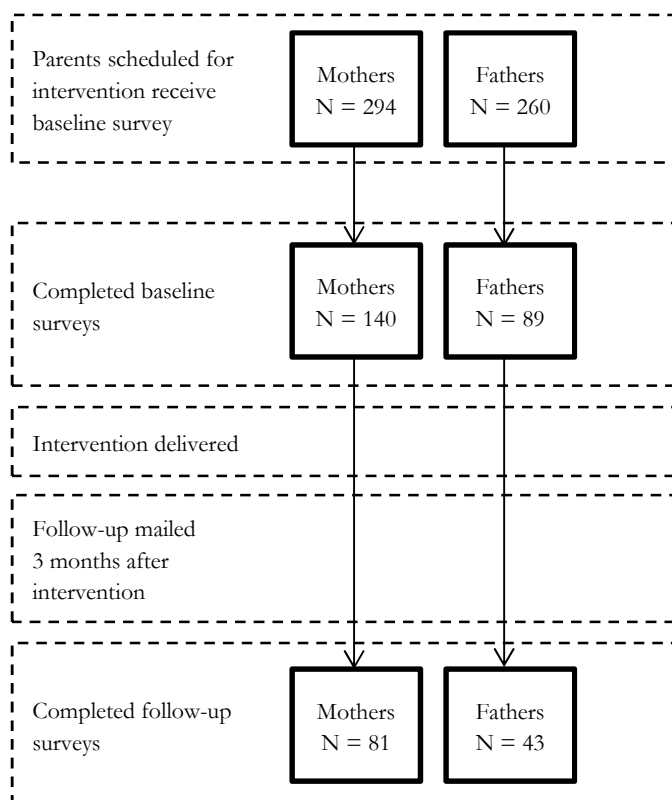 Parents scheduled for
intervention receive
baseline survey
Mothers
N = 294
Fathers
N = 260
Completed baseline
surveys
Mothers
N = 140
Fathers
N = 89
Intervention delivered
Follow-up mailed
3 months after
intervention
Completed follow-up
surveys
Mothers
N = 81
Fathers
N = 43